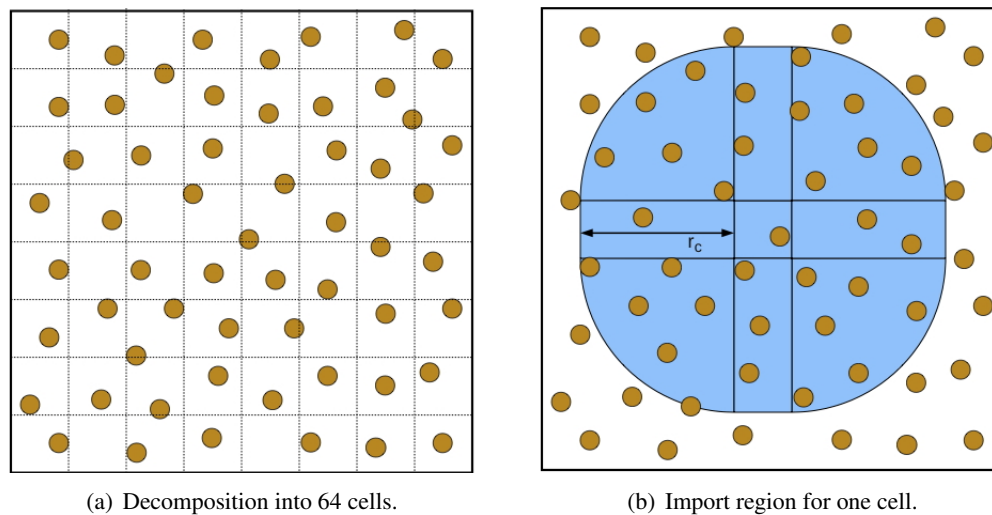 r_c
(a) Decomposition into 64 cells.
(b) Import region for one cell.